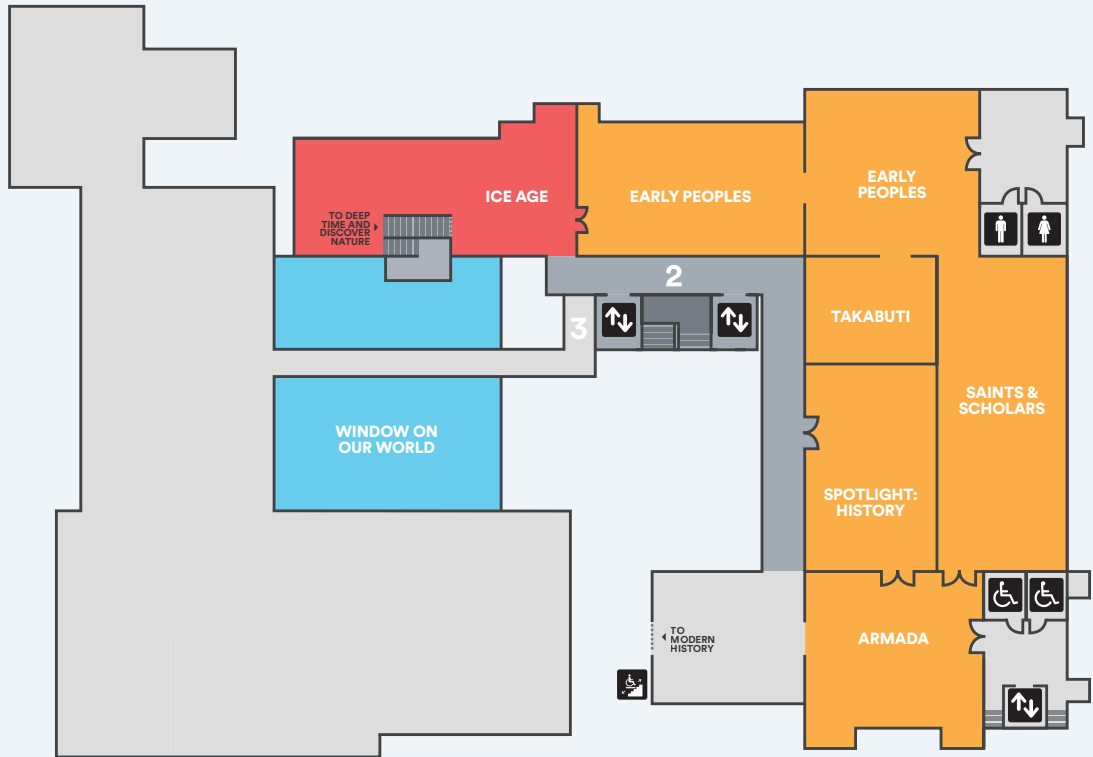 ICE AGE
TO DEEP
TIME AND
DISCOVER
NATURE
EARLY PEOPLES
EARLY
PEOPLES
2
3
TAKABUTI
SAINTS &
SCHOLARS
WINDOW ON
OUR WORLD
SPOTLIGHT:
HISTORY
TO
MODERN
HISTORY
ARMADA